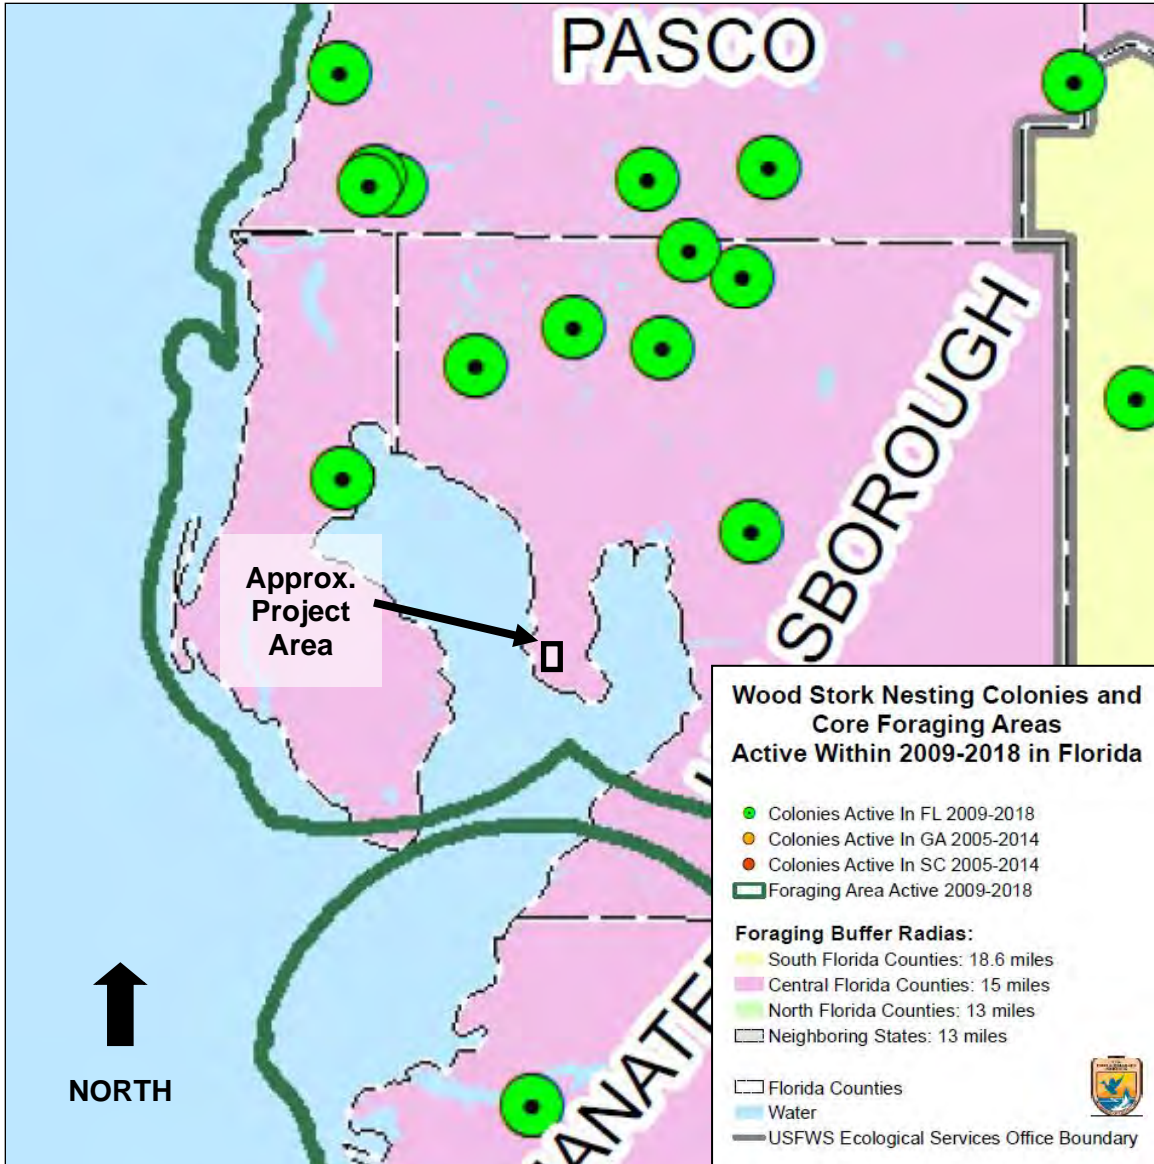 PASCO
SBOROUGH
Approx.
Project
Area
NORTH
Wood Stork Nesting Colonies and
Core Foraging Areas
Active Within 2009-2018 in Florida
Colonies Active In FL 2009-2018
Colonies Active In GA 2005-2014
Colonies Active In SC 2005-2014
Foraging Area Active 2009-2018
Foraging Buffer Radias:
South Florida Counties: 18.6 miles
Central Florida Counties: 15 miles
North Florida Counties: 13 miles
Neighboring States: 13 miles
Florida Counties
Water
USFWS Ecological Services Office Boundary